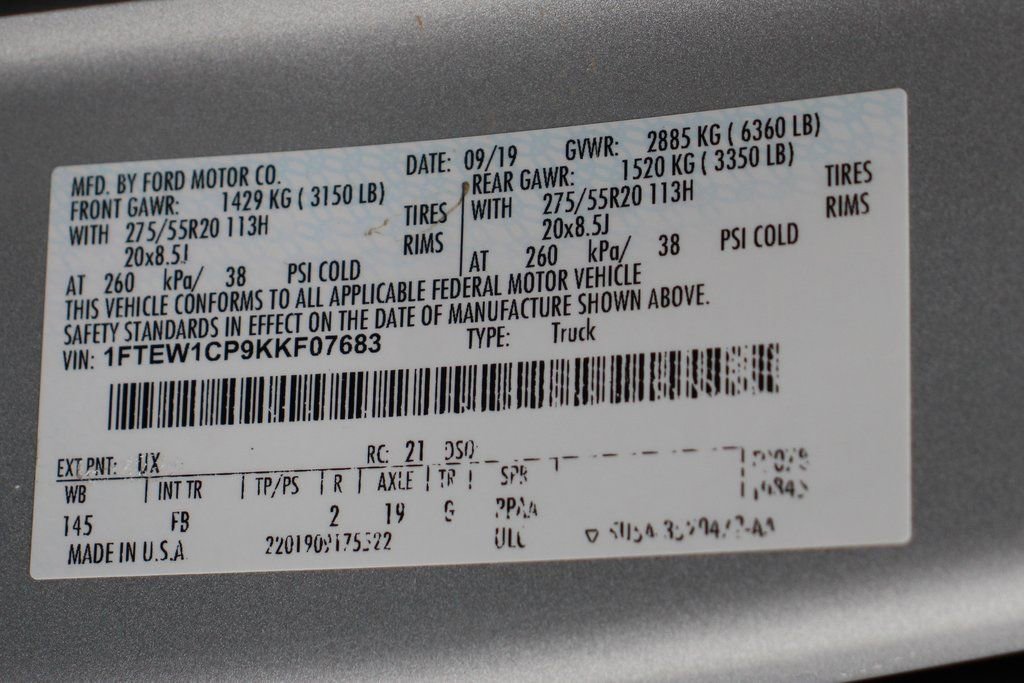 MFD. BY FORD MOTOR CO. DATE: 09/19 GVWR: 2885 KG ( 6360 LB)
FRONT GAWR: 1429 KG ( 3150 LB) REAR GAWR: 1520 KG ( 3350 LB)
WITH 275/55R20 113H TIRES WITH 275/55R20 113H TIRES
20x8.5J RIMS 20x8.5J RIMS
AT 260 kPa/ 38 PSI COLD AT 260 kPa/ 38 PSI COLD
THIS VEHICLE CONFORMS TO ALL APPLICABLE FEDERAL MOTOR VEHICLE
SAFETY STANDARDS IN EFFECT ON THE DATE OF MANUFACTURE SHOWN ABOVE.
VIN: 1FTEW1CP9KKF07683 TYPE: Truck
EXT PNT: UX RC: 21 DSO:
WB INT TR TP/PS R AXLE TR SPR
145 FB 2 19 G
MADE IN U.S.A.